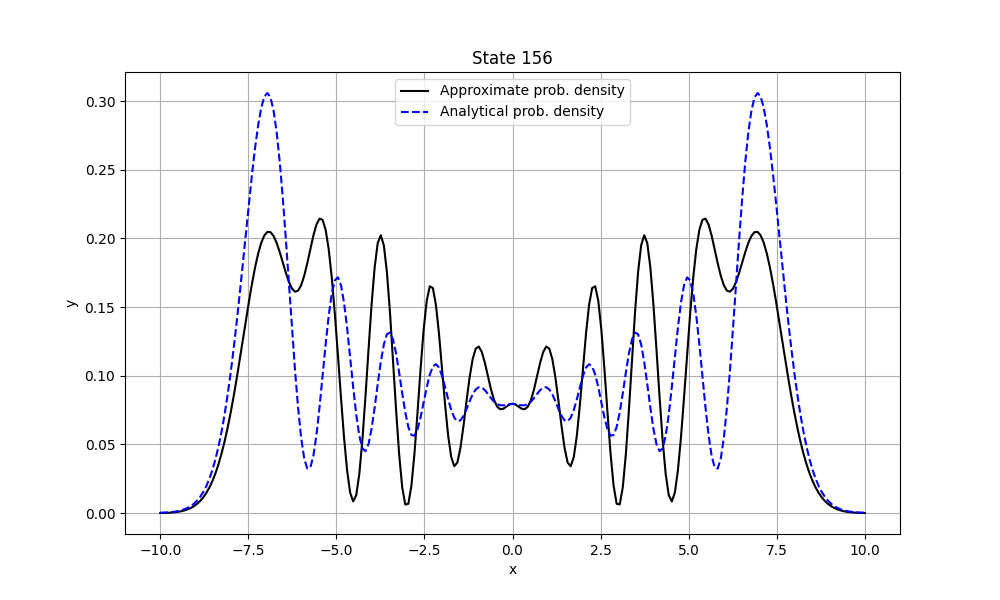 State 156
Approximate prob. density
Analytical prob. density
y
0.30
0.25
0.20
0.15
0.10
0.05
0.00
−10.0 −7.5 −5.0 −2.5 0.0 2.5 5.0 7.5 10.0
x